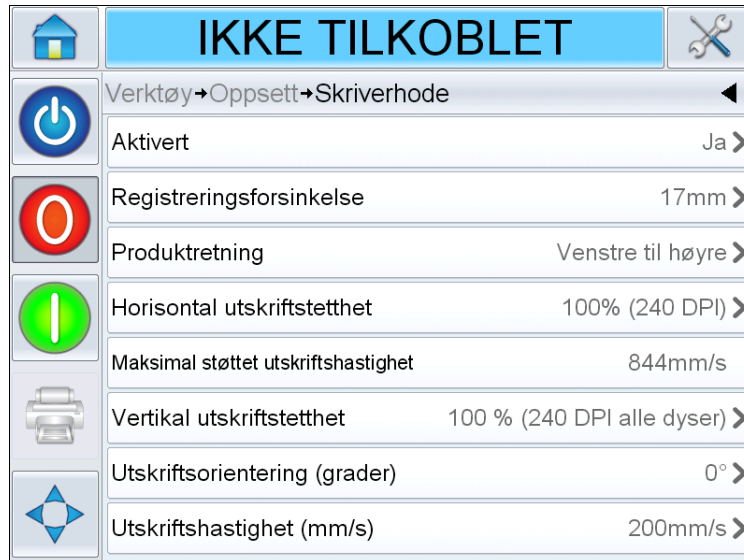 IKKE TILKOBLET
Verktøy→Oppsett→Skriverhode
Aktivert Ja
Registreringsforsinkelse 17mm
Produktretning Venstre til høyre
Horisontal utskriftstetthet 100% (240 DPI)
Maksimal støttet utskriftshastighet 844mm/s
Vertikal utskriftstetthet 100 % (240 DPI alle dyser)
Utskriftsorientering (grader) 0°
Utskriftshastighet (mm/s) 200mm/s